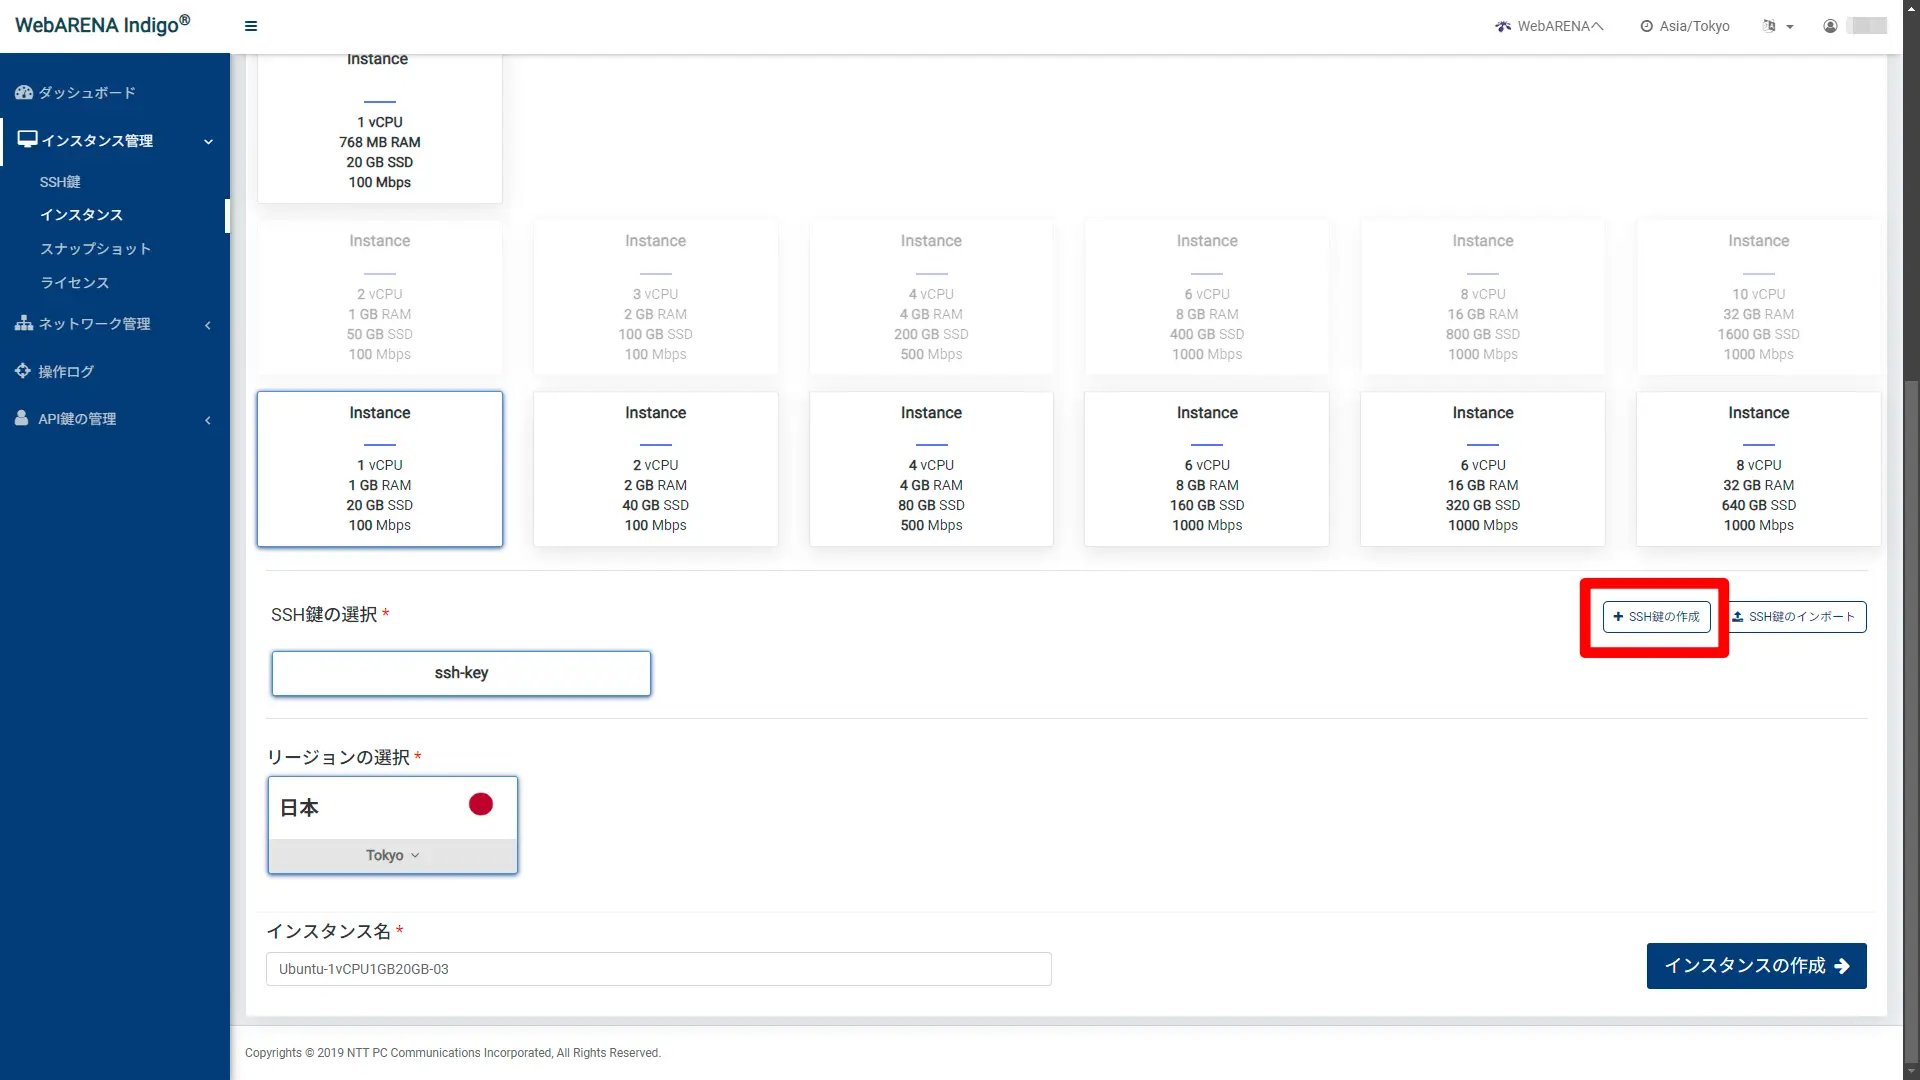 WebARENA Indigo®
WebARENAへ
Asia/Tokyo
ダッシュボード
インスタンス管理
SSH鍵
インスタンス
スナップショット
ライセンス
ネットワーク管理
操作ログ
API鍵の管理
Instance
1 vCPU
768 MB RAM
20 GB SSD
100 Mbps
Instance
2 vCPU
1 GB RAM
50 GB SSD
100 Mbps
Instance
3 vCPU
2 GB RAM
100 GB SSD
100 Mbps
Instance
4 vCPU
4 GB RAM
200 GB SSD
500 Mbps
Instance
6 vCPU
8 GB RAM
400 GB SSD
1000 Mbps
Instance
8 vCPU
16 GB RAM
800 GB SSD
1000 Mbps
Instance
10 vCPU
32 GB RAM
1600 GB SSD
1000 Mbps
Instance
1 vCPU
1 GB RAM
20 GB SSD
100 Mbps
Instance
2 vCPU
2 GB RAM
40 GB SSD
100 Mbps
Instance
4 vCPU
4 GB RAM
80 GB SSD
500 Mbps
Instance
6 vCPU
8 GB RAM
160 GB SSD
1000 Mbps
Instance
6 vCPU
16 GB RAM
320 GB SSD
1000 Mbps
Instance
8 vCPU
32 GB RAM
640 GB SSD
1000 Mbps
SSH鍵の選択 *
+ SSH鍵の作成
SSH鍵のインポート
ssh-key
リージョンの選択 *
日本
Tokyo
インスタンス名 *
Ubuntu-1vCPU1GB20GB-03
インスタンスの作成 →
Copyrights © 2019 NTT PC Communications Incorporated, All Rights Reserved.